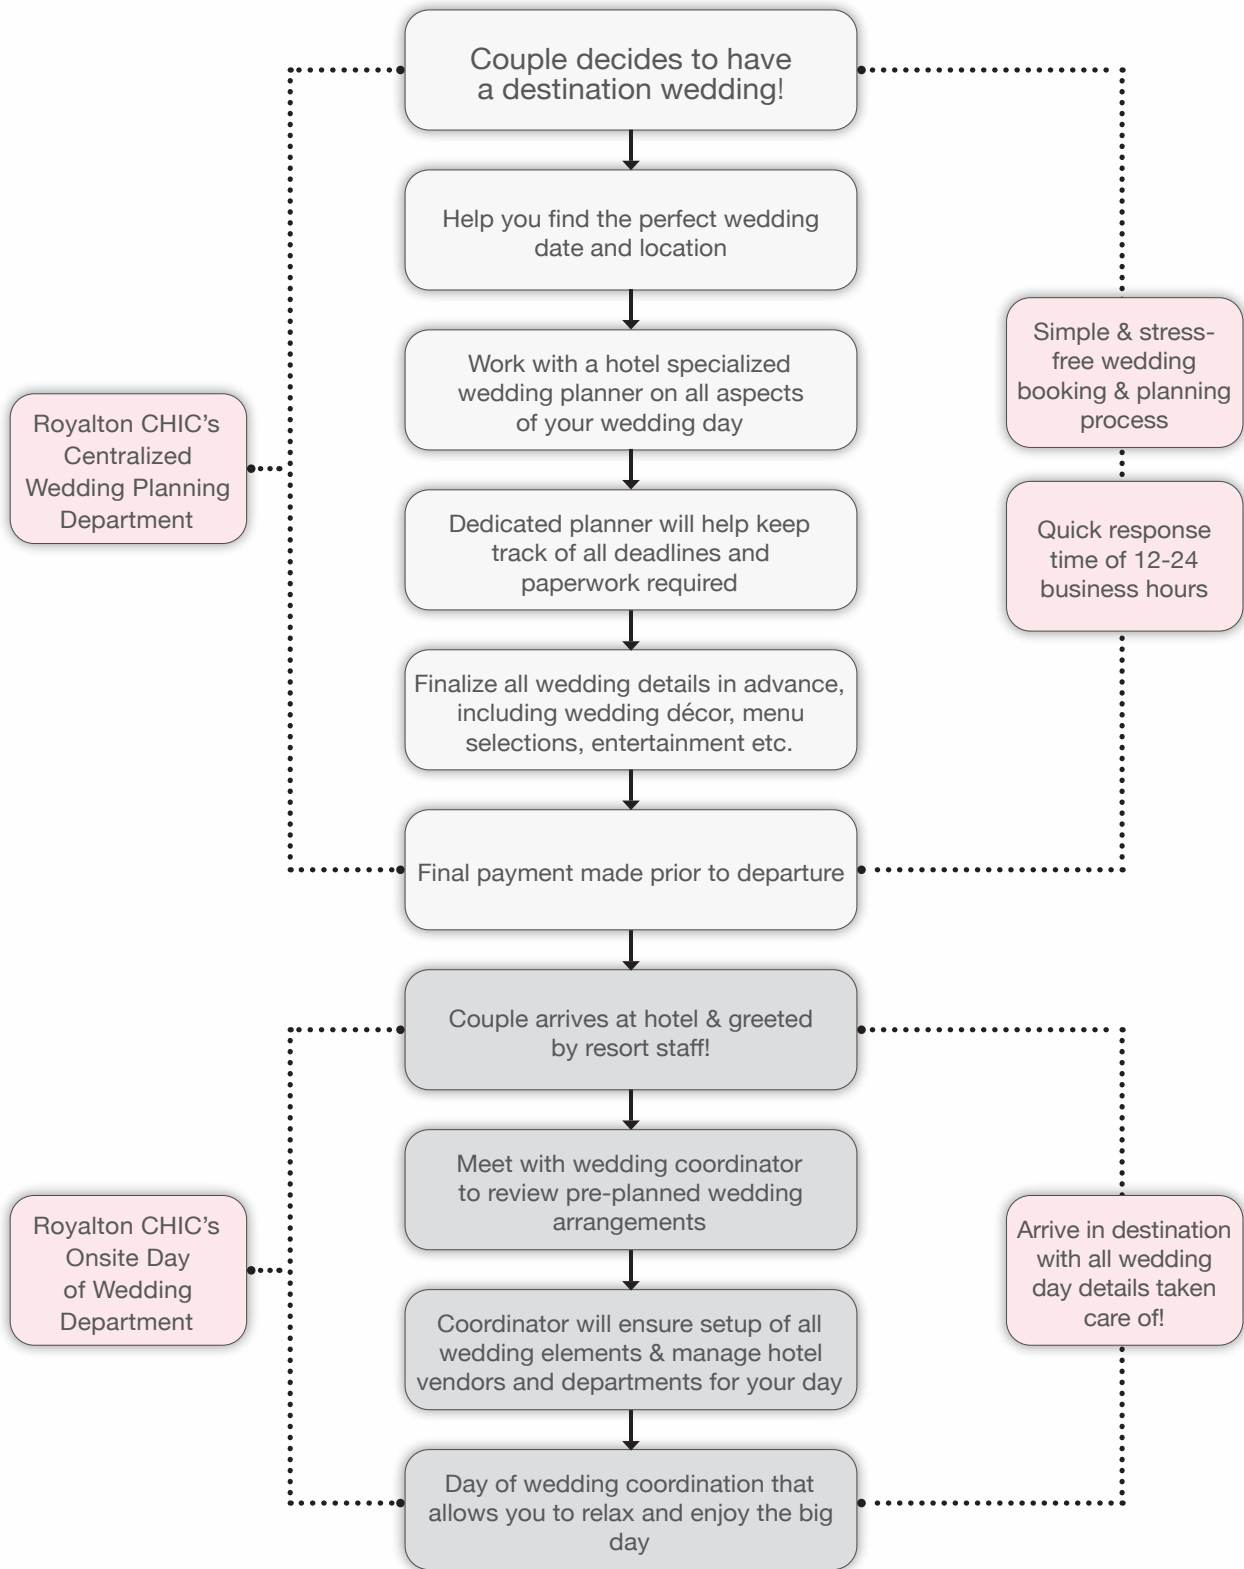 Couple decides to have
a destination wedding!
Help you find the perfect wedding
date and location
Work with a hotel specialized
wedding planner on all aspects
of your wedding day
Dedicated planner will help keep
track of all deadlines and
paperwork required
Finalize all wedding details in advance,
including wedding décor, menu
selections, entertainment etc.
Final payment made prior to departure
Royalton CHIC’s
Centralized
Wedding Planning
Department
Simple & stress-
free wedding
booking & planning
process
Quick response
time of 12-24
business hours
Couple arrives at hotel & greeted
by resort staff!
Meet with wedding coordinator
to review pre-planned wedding
arrangements
Coordinator will ensure setup of all
wedding elements & manage hotel
vendors and departments for your day
Day of wedding coordination that
allows you to relax and enjoy the big
day
Royalton CHIC’s
Onsite Day
of Wedding
Department
Arrive in destination
with all wedding
day details taken
care of!